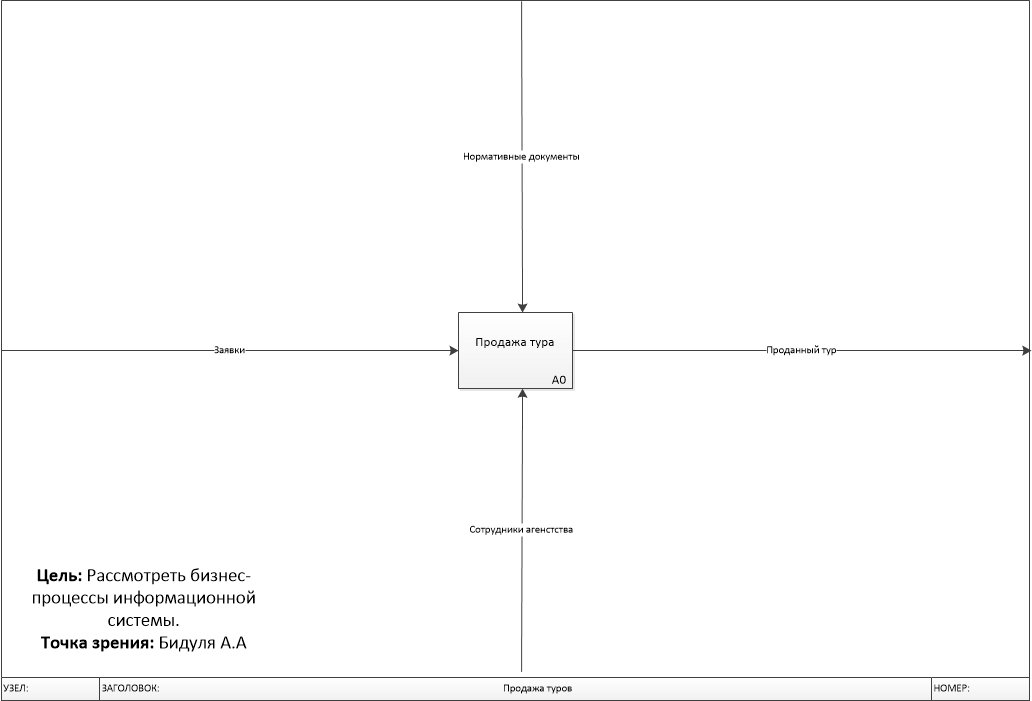 Нормативные документы
Заявки
Продажа тура
Проданный тур
A0
Сотрудники агенстства
Цель: Рассмотреть бизнес-
процессы информационной
системы.
Точка зрения: Бидуля А.А
УЗЕЛ: ЗАГОЛОВОК: Продажа туров НОМЕР: